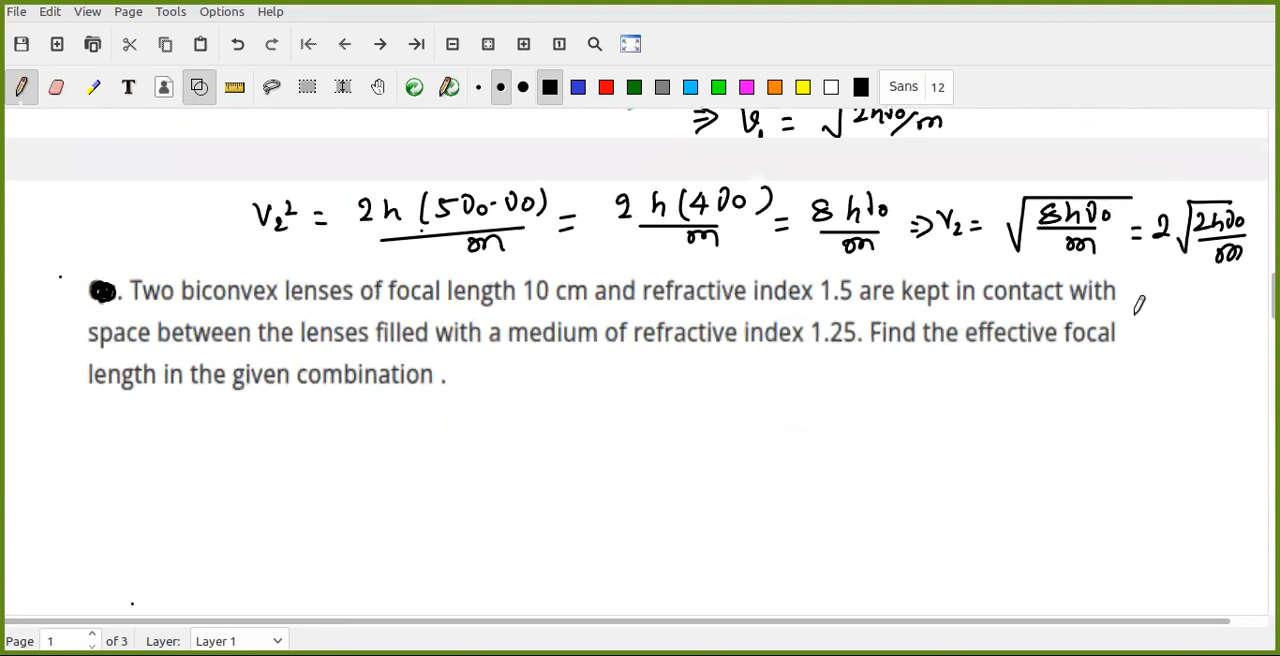 File Edit View Page Tools Options Help
Sans 12
⇒ V₁ = √2hν₀/m
V₂² = 2h(5ν₀-ν₀)/m = 2h(4ν₀)/m = 8hν₀/m ⇒ V₂ = √8hν₀/m = 2√2hν₀/m
. Two biconvex lenses of focal length 10 cm and refractive index 1.5 are kept in contact with
space between the lenses filled with a medium of refractive index 1.25. Find the effective focal
length in the given combination .
Page 1 of 3 Layer: Layer 1